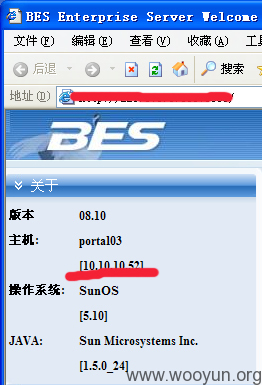 BES Enterprise Server Welcome
文件(F) 编辑(E) 查看(V) 收藏(A) 工具
后退 搜索
地址(D)
BES
关于
版本 08.10
主机: portal03
[10.10.10.52]
操作系统: SunOS
[5.10]
JAVA: Sun Microsystems Inc.
[1.5.0_24]
www.wooyun.org